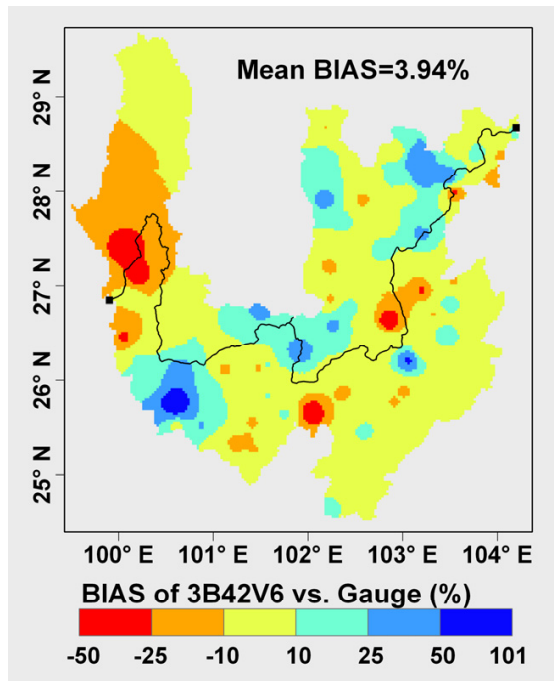 Mean BIAS=3.94%
29° N
28° N
27° N
26° N
25° N
100° E 101° E 102° E 103° E 104° E
BIAS of 3B42V6 vs. Gauge (%)
-50 -25 -10 10 25 50 101